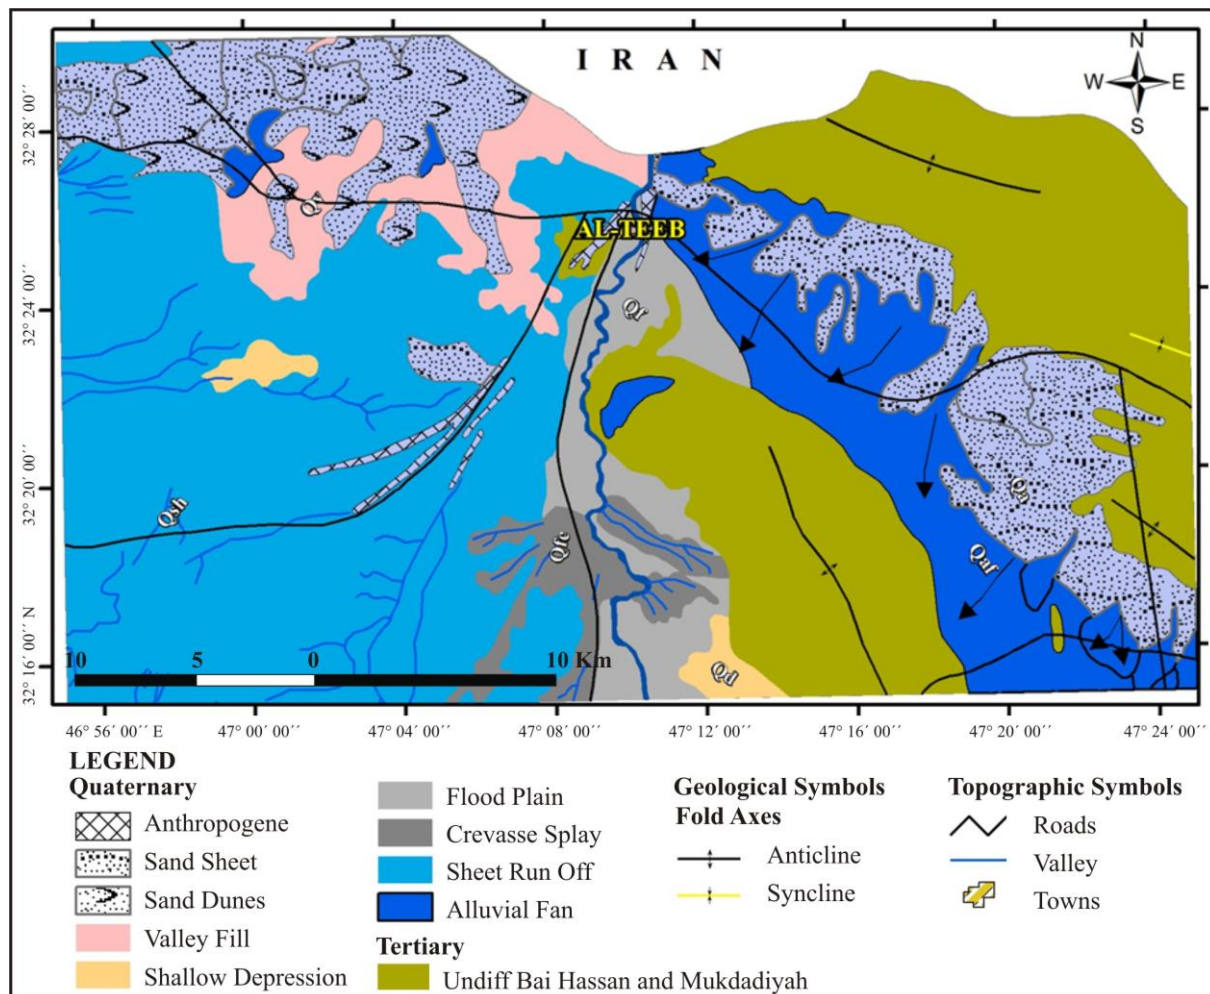 I R A N
N
W E
S
32° 28´ 00˝
32° 24´ 00˝
32° 20´ 00˝
32° 16´ 00˝ N
AL-TEEB
Qv
Qf
Qsh
Qfc
Qa
Qaf
Qd
10 5 0 10 Km
46° 56´ 00˝ E 47° 00´ 00˝ 47° 04´ 00˝ 47° 08´ 00˝ 47° 12´ 00˝ 47° 16´ 00˝ 47° 20´ 00˝ 47° 24´ 00˝
LEGEND
Quaternary
Anthropogene
Sand Sheet
Sand Dunes
Valley Fill
Shallow Depression
Flood Plain
Crevasse Splay
Sheet Run Off
Alluvial Fan
Tertiary
Undiff Bai Hassan and Mukdadiyah
Geological Symbols
Fold Axes
Anticline
Syncline
Topographic Symbols
Roads
Valley
Towns